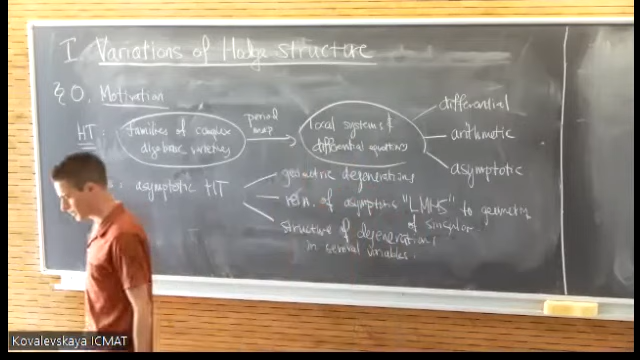 I Variations of Hodge structure
§ 0. Motivation
HT: families of complex algebraic varieties
period map
local systems & differential equations
differential
arithmetic
asymptotic
: asymptotic HT
geometric degenerations
reln. of asymptotic "LMHS" to geometry of singular
structure of degenerations in several variables.
Kovalevskaya ICMAT